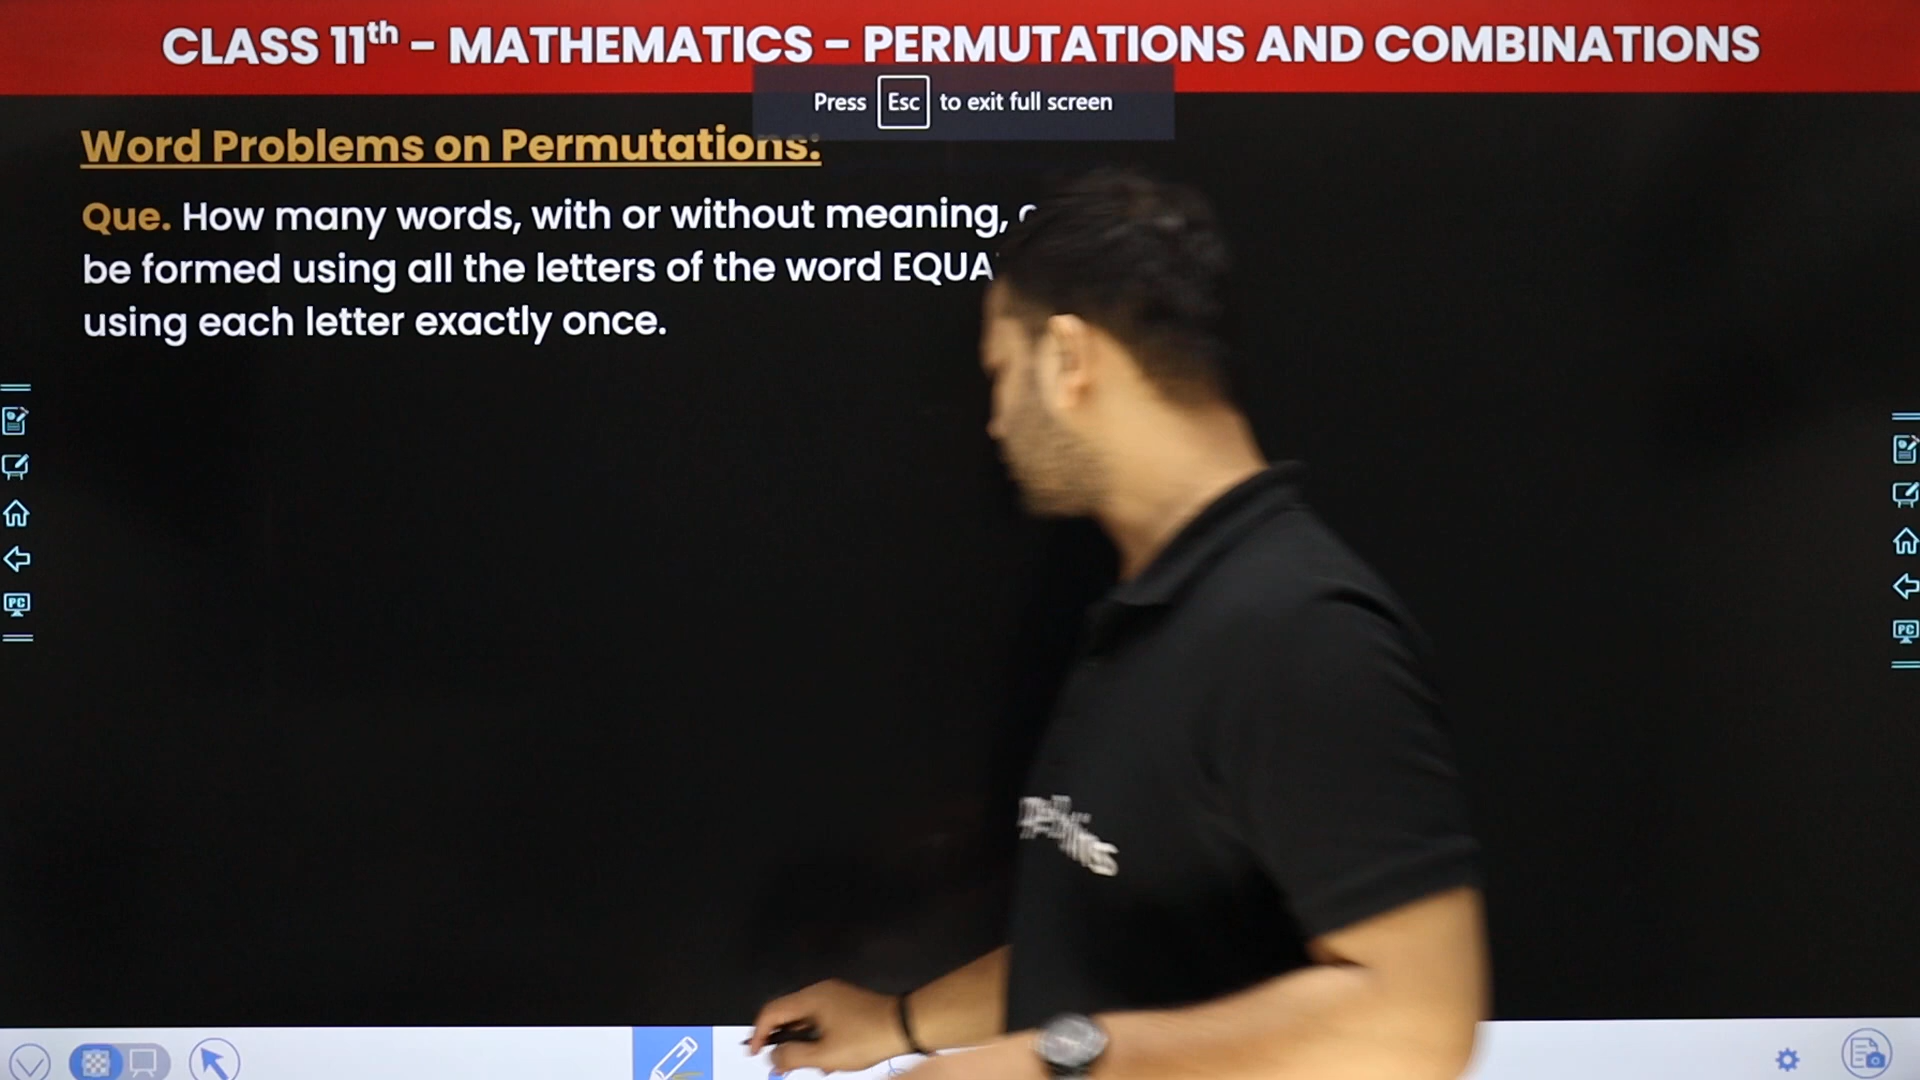 CLASS 11th – MATHEMATICS – PERMUTATIONS AND COMBINATIONS
Press Esc to exit full screen
Word Problems on Permutations:
Que. How many words, with or without meaning,
be formed using all the letters of the word
using each letter exactly once.
PC
PC